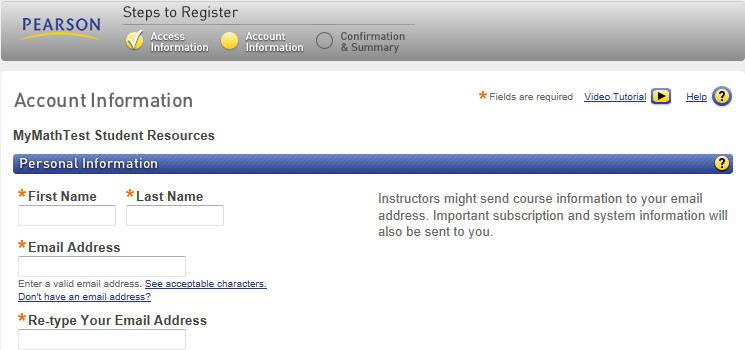 PEARSON
Steps to Register
Access
Information
Account
Information
Confirmation
& Summary
Account Information
* Fields are required Video Tutorial Help ?
MyMathTest Student Resources
Personal Information ?
*First Name *Last Name
Instructors might send course information to your email
address. Important subscription and system information will
also be sent to you.
*Email Address
Enter a valid email address. See acceptable characters.
Don't have an email address?
*Re-type Your Email Address